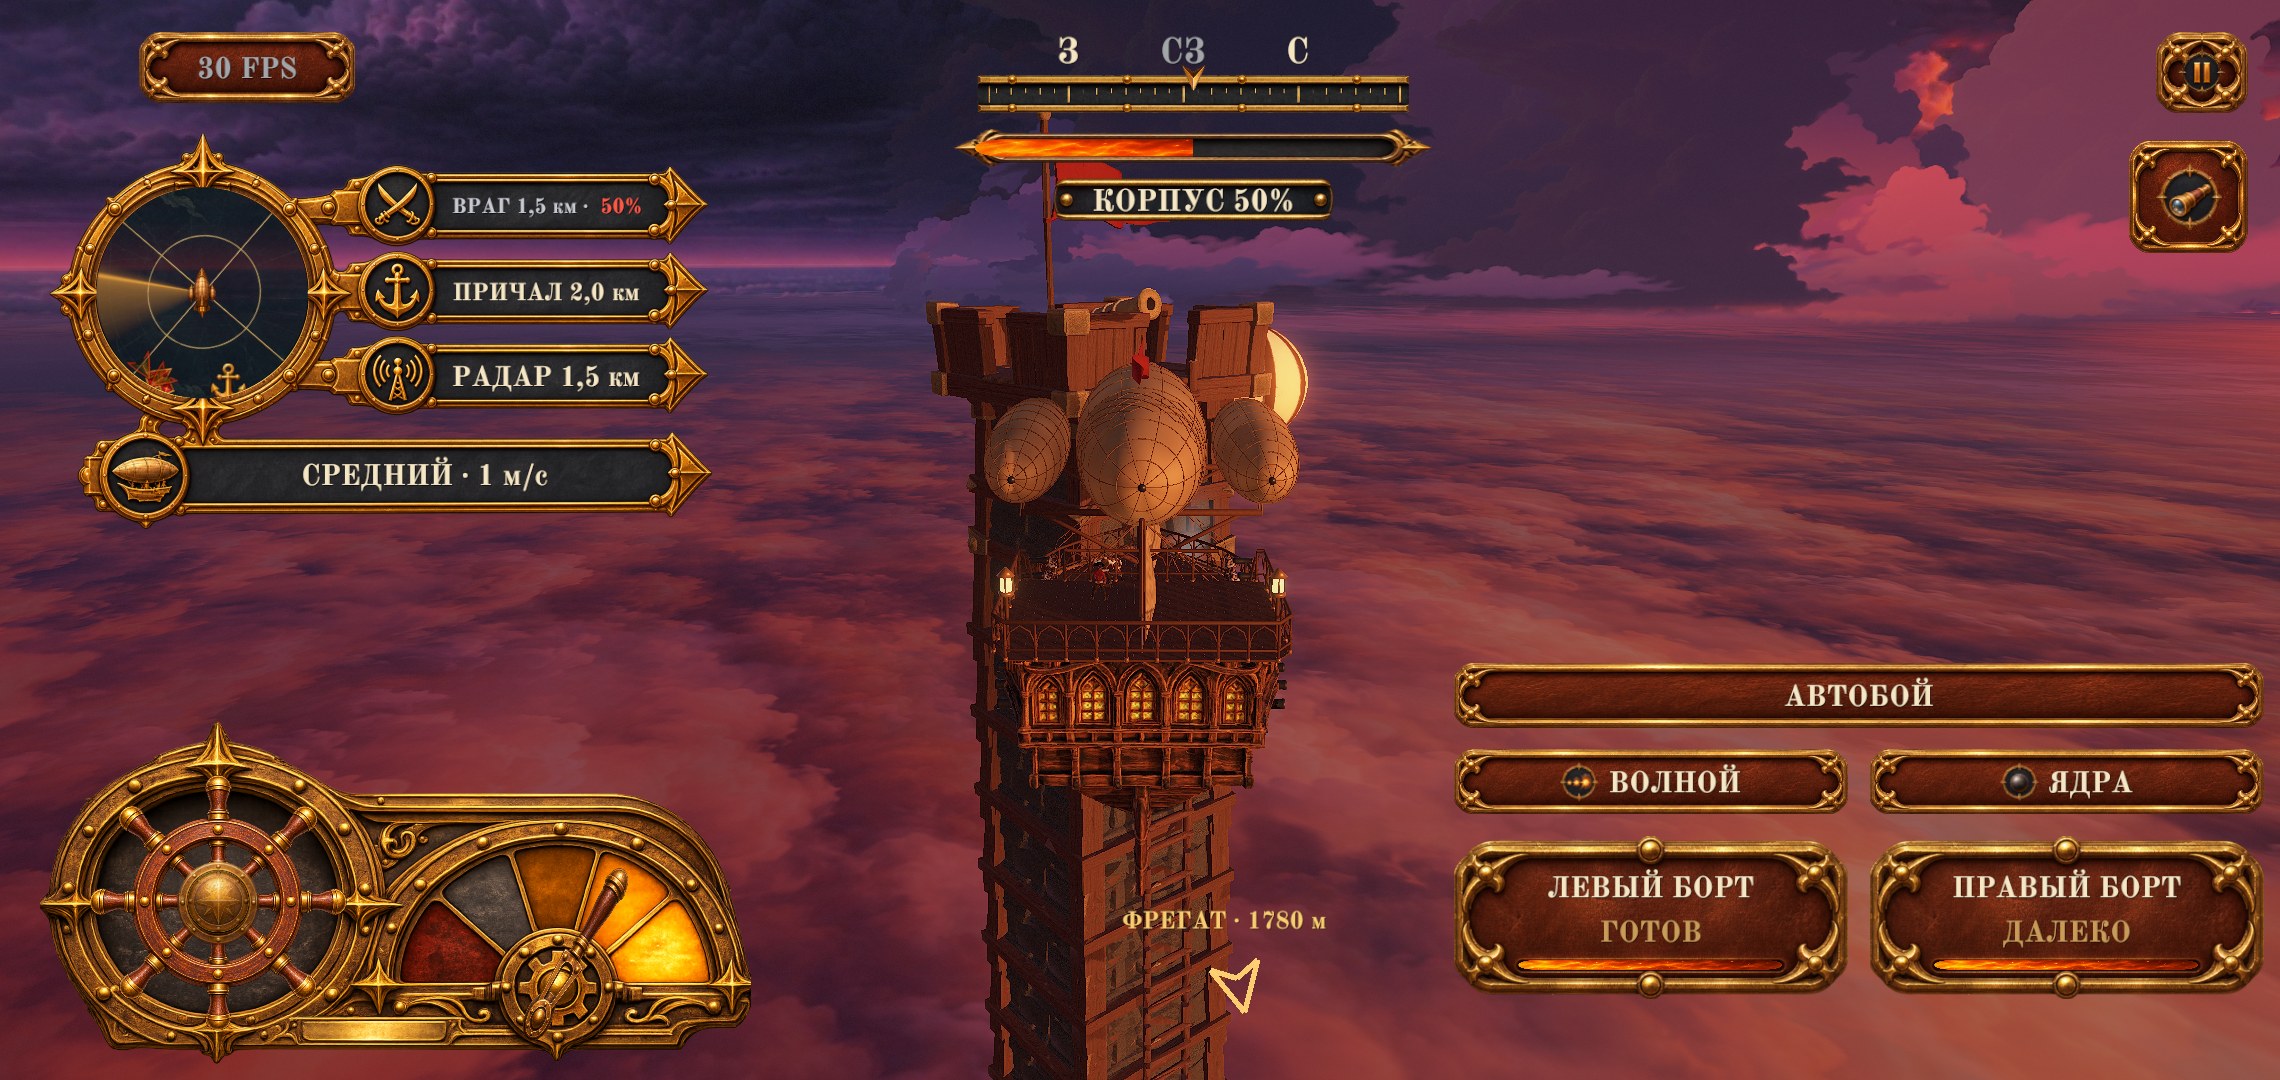 30 FPS
З СЗ С
КОРПУС 50%
ВРАГ 1,5 км · 50%
ПРИЧАЛ 2,0 км
РАДАР 1,5 км
СРЕДНИЙ · 1 м/с
АВТОБОЙ
ВОЛНОЙ
ЯДРА
ЛЕВЫЙ БОРТ
ГОТОВ
ПРАВЫЙ БОРТ
ДАЛЕКО
ФРЕГАТ · 1780 м